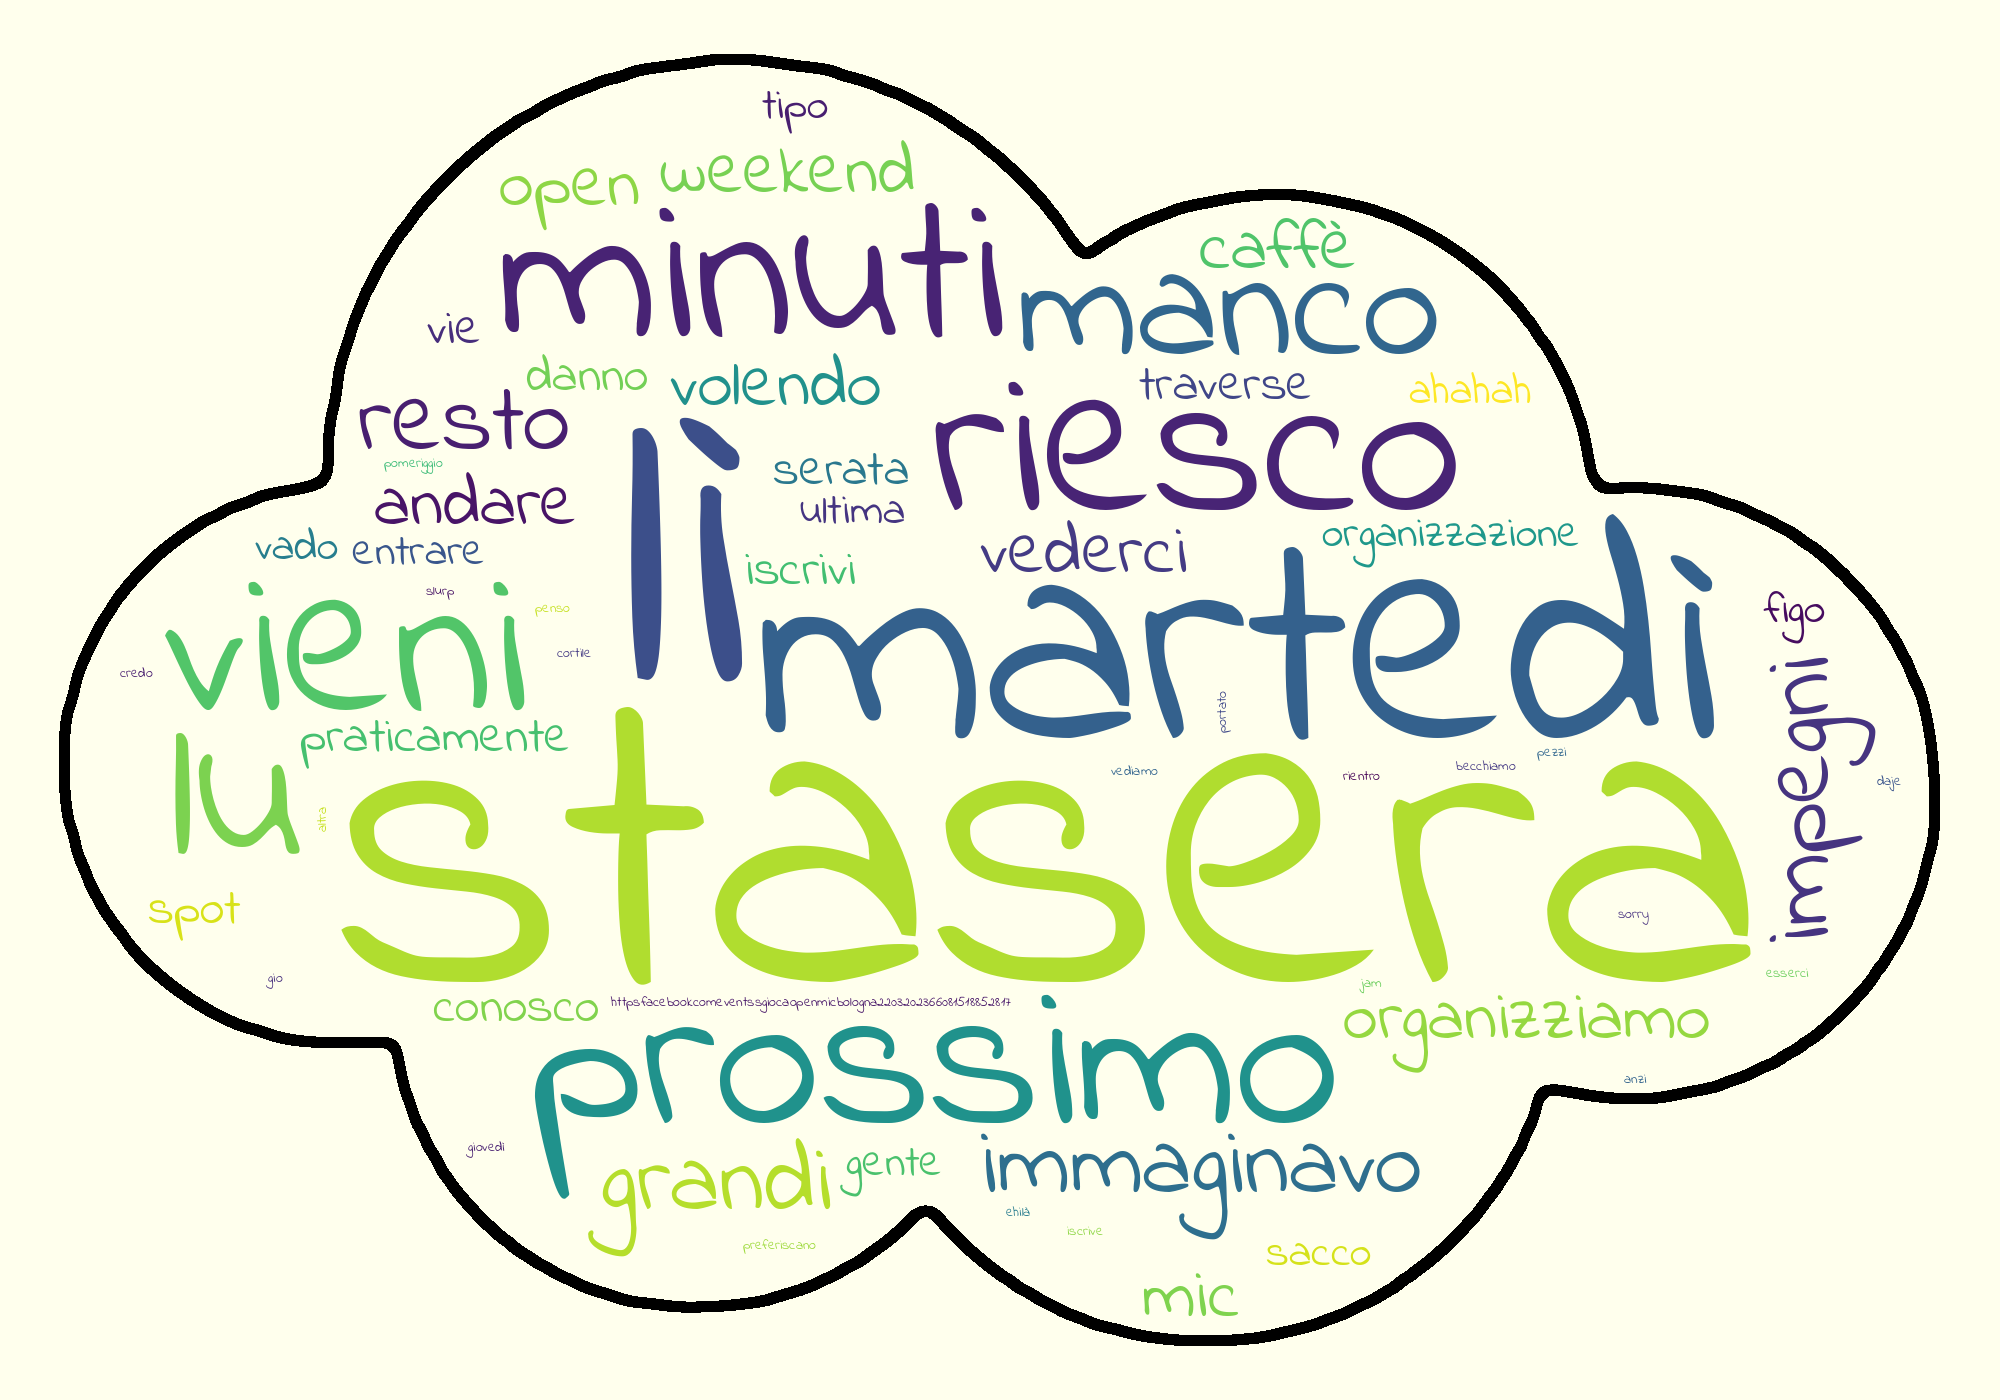 tipo
open weekend
minuti
caffè
manco
vie
danno
volendo
traverse
ahahah
resto
riesco
pomeriggio
lì
serata
andare
ultima
vado
entrare
iscrivi
vederci
organizzazione
slurp
vieni
penso
martedì
figo
cortile
credo
portato
impegni
praticamente
lu
stasera
vediamo
rientro
becchiamo
pezzi
daje
altra
spot
sorry
gio
esserci
jam
conosco
httpsfacebookcomeventssgiocaopenmicbologna2203202366081518852817
prossimo
organizziamo
anzi
giovedì
grandi
gente
immaginavo
ehilà
iscrive
preferiscano
sacco
mic